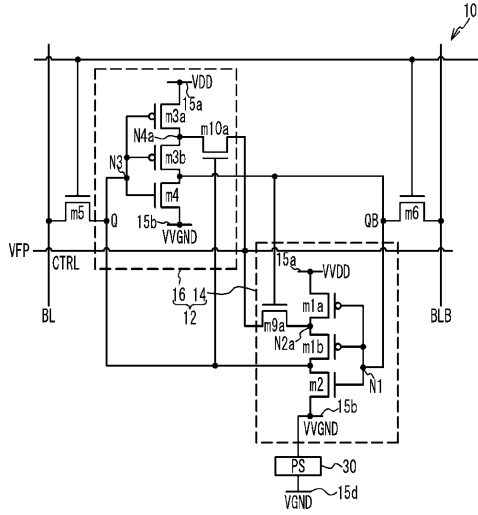 10
VDD
15a
m3a
N4a
m10a
N3
m3b
m4
m5
Q
QB
m6
15b
VVGND
VFP
CTRL
15a
VVDD
16 14
12
BL
BLB
m1a
m9a
N2a
m1b
m2
N1
15b
VVGND
PS
30
VGND
15d